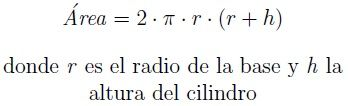 Área = 2 · π · r · (r + h)
donde r es el radio de la base y h la
altura del cilindro